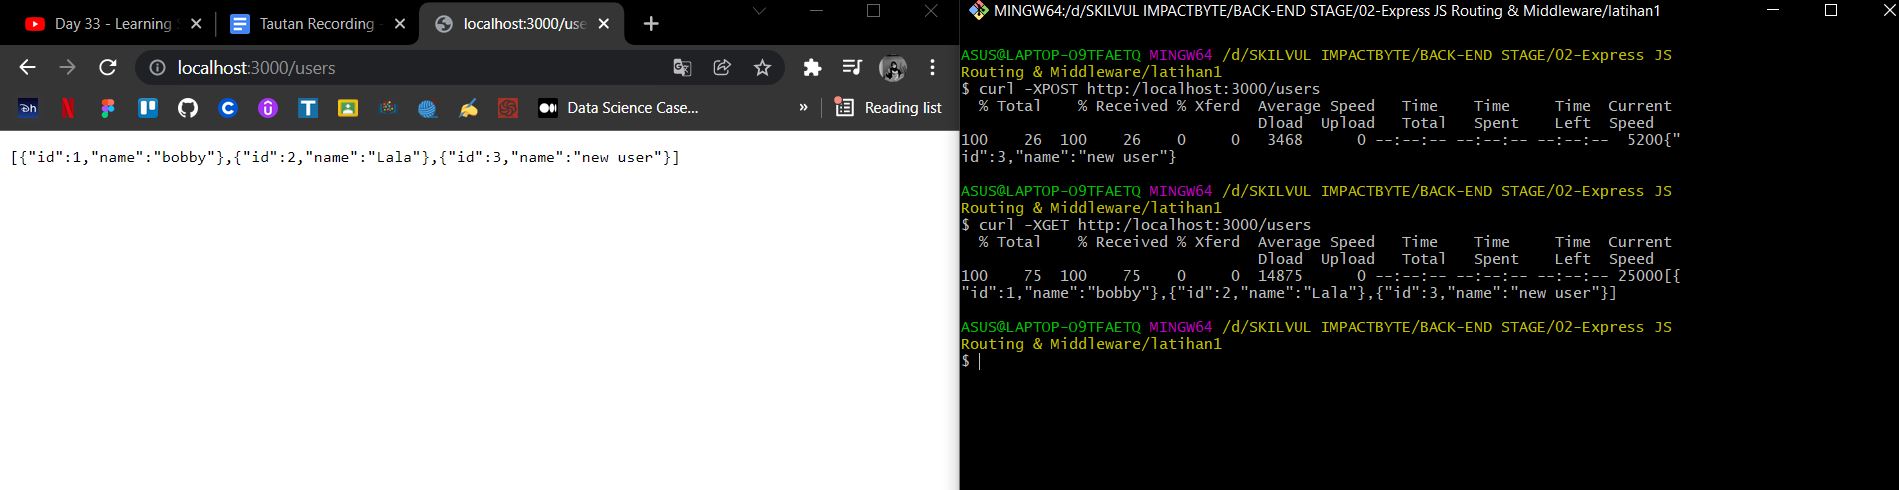 Day 33 - Learning
Tautan Recording -
localhost:3000/use
localhost:3000/users
Data Science Case...
»
Reading list
[{"id":1,"name":"bobby"},{"id":2,"name":"Lala"},{"id":3,"name":"new user"}]
MINGW64:/d/SKILVUL IMPACTBYTE/BACK-END STAGE/02-Express JS Routing & Middleware/latihan1
ASUS@LAPTOP-O9TFAETQ MINGW64 /d/SKILVUL IMPACTBYTE/BACK-END STAGE/02-Express JS
Routing & Middleware/latihan1
$ curl -XPOST http:/localhost:3000/users
% Total % Received % Xferd Average Speed Time Time Time Current
Dload Upload Total Spent Left Speed
100 26 100 26 0 0 3468 0 --:--:-- --:--:-- --:--:-- 5200{"
id":3,"name":"new user"}
ASUS@LAPTOP-O9TFAETQ MINGW64 /d/SKILVUL IMPACTBYTE/BACK-END STAGE/02-Express JS
Routing & Middleware/latihan1
$ curl -XGET http:/localhost:3000/users
% Total % Received % Xferd Average Speed Time Time Time Current
Dload Upload Total Spent Left Speed
100 75 100 75 0 0 14875 0 --:--:-- --:--:-- --:--:-- 25000[{
"id":1,"name":"bobby"},{"id":2,"name":"Lala"},{"id":3,"name":"new user"}]
ASUS@LAPTOP-O9TFAETQ MINGW64 /d/SKILVUL IMPACTBYTE/BACK-END STAGE/02-Express JS
Routing & Middleware/latihan1
$